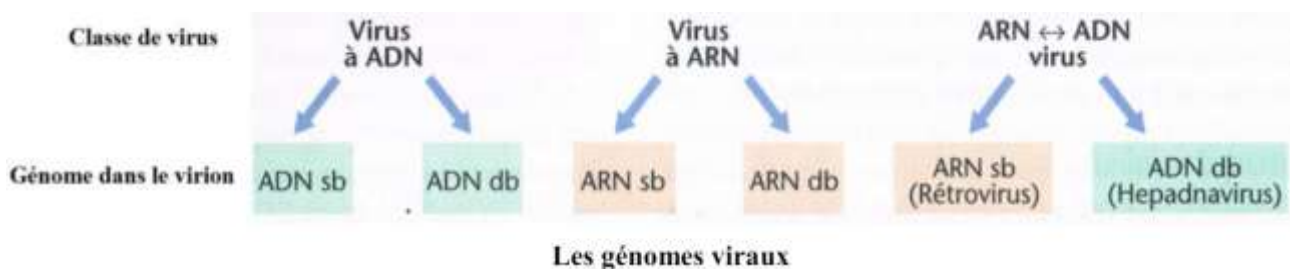 Classe de virus
Virus
à ADN
Virus
à ARN
ARN ↔ ADN
virus
Génome dans le virion
ADN sb
ADN db
ARN sb
ARN db
ARN sb
(Rétrovirus)
ADN db
(Hepadnavirus)
Les génomes viraux